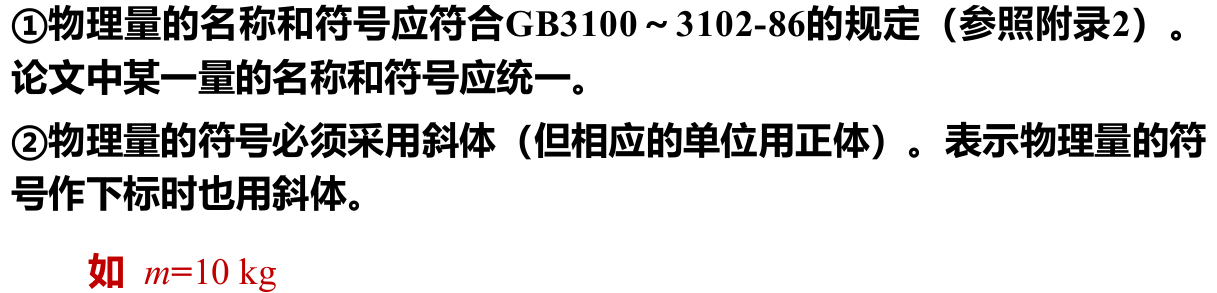 ①物理量的名称和符号应符合GB3100～3102-86的规定（参照附录2）。
论文中某一量的名称和符号应统一。
②物理量的符号必须采用斜体（但相应的单位用正体）。表示物理量的符
号作下标时也用斜体。
如 m=10 kg